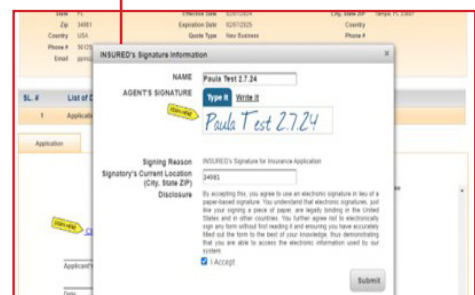 State FL Effective Date 02/07/2024 City, State ZIP Tampa, FL 33607
Zip 34981 Expiration Date 02/07/2025 Country
Country USA Quote Type New Business Phone #
Phone #
Email
INSURED's Signature Information ×
NAME Paula Test 2.7.24
AGENT'S SIGNATURE Type It Write It
Paula Test 2.7.24
SL. # List of
1 Applicatio
Application
Signing Reason INSURED's Signature for Insurance Application
Signatory's Current Location 34981
(City, State ZIP)
Disclosure By accepting this, you agree to use an electronic signature in lieu of a
paper-based signature. You understand that electronic signatures, just
like your signing a piece of paper, are legally binding in the United
States and in other countries. You further agree not to electronically
sign any form without first reading it and ensuring you have accurately
filled out the form to the best of your knowledge, thus demonstrating
that you are able to access the electronic information used by our
system.
I Accept
Applicant's
Submit
Date